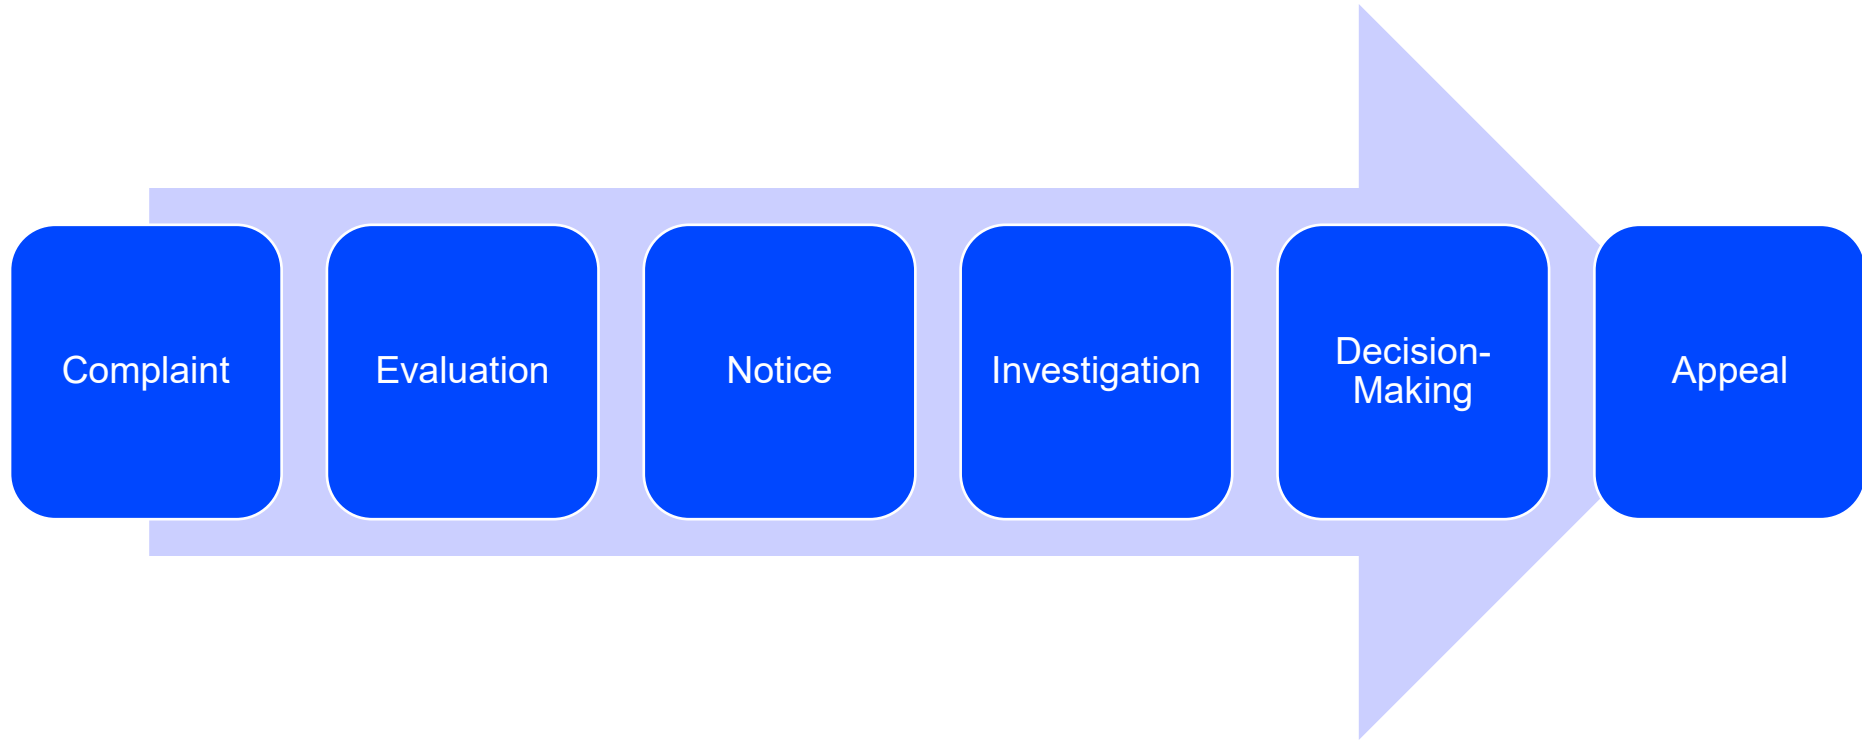 Complaint
Evaluation
Notice
Investigation
Decision-
Making
Appeal